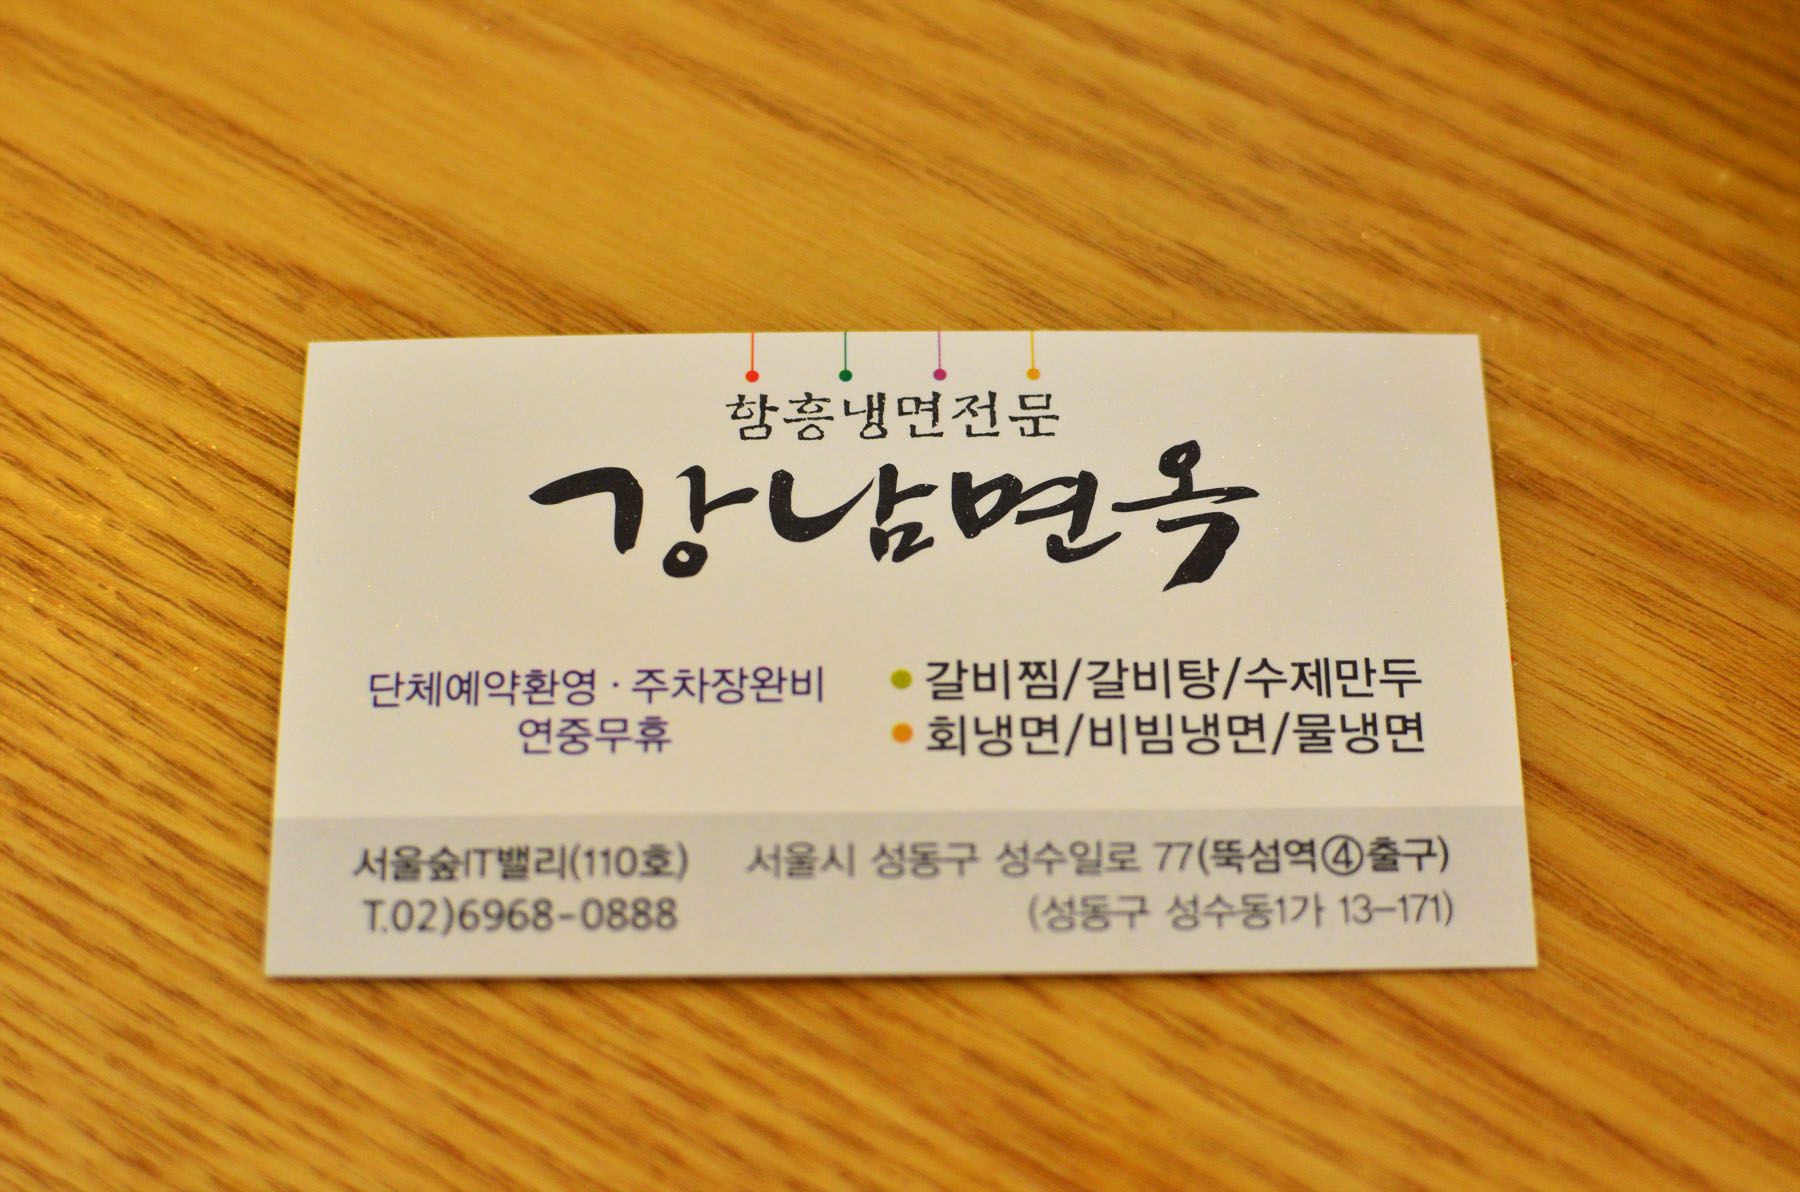 함흥냉면전문
강남면옥
단체예약환영 · 주차장완비
연중무휴
● 갈비찜/갈비탕/수제만두
● 회냉면/비빔냉면/물냉면
서울숲IT밸리(110호)
T.02)6968-0888
서울시 성동구 성수일로 77(뚝섬역④출구)
(성동구 성수동1가 13-171)